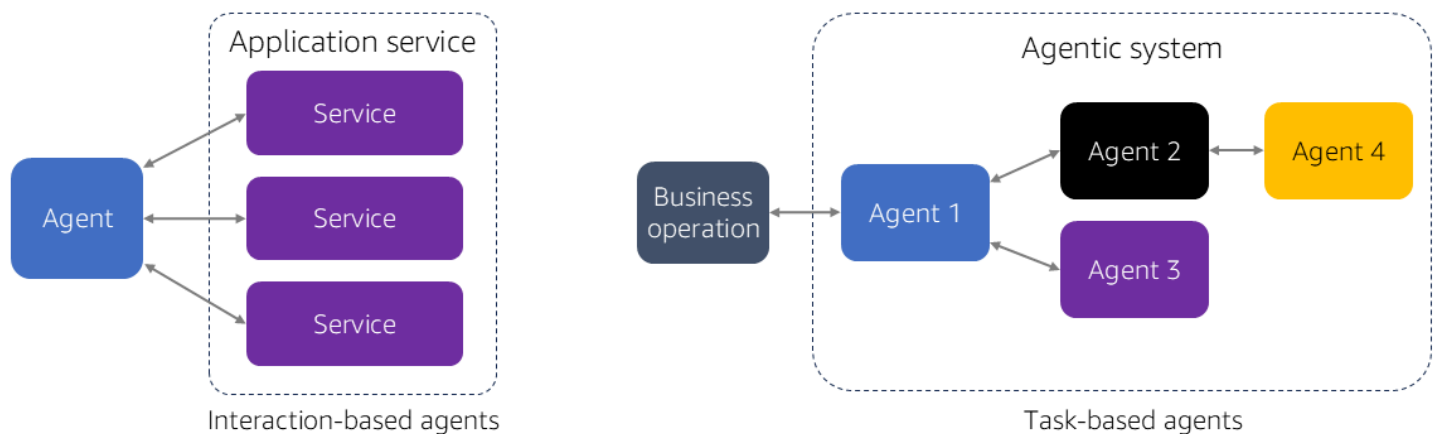 Application service
Service
Agent
Service
Service
Interaction-based agents
Agentic system
Agent 2
Agent 4
Business
operation
Agent 1
Agent 3
Task-based agents